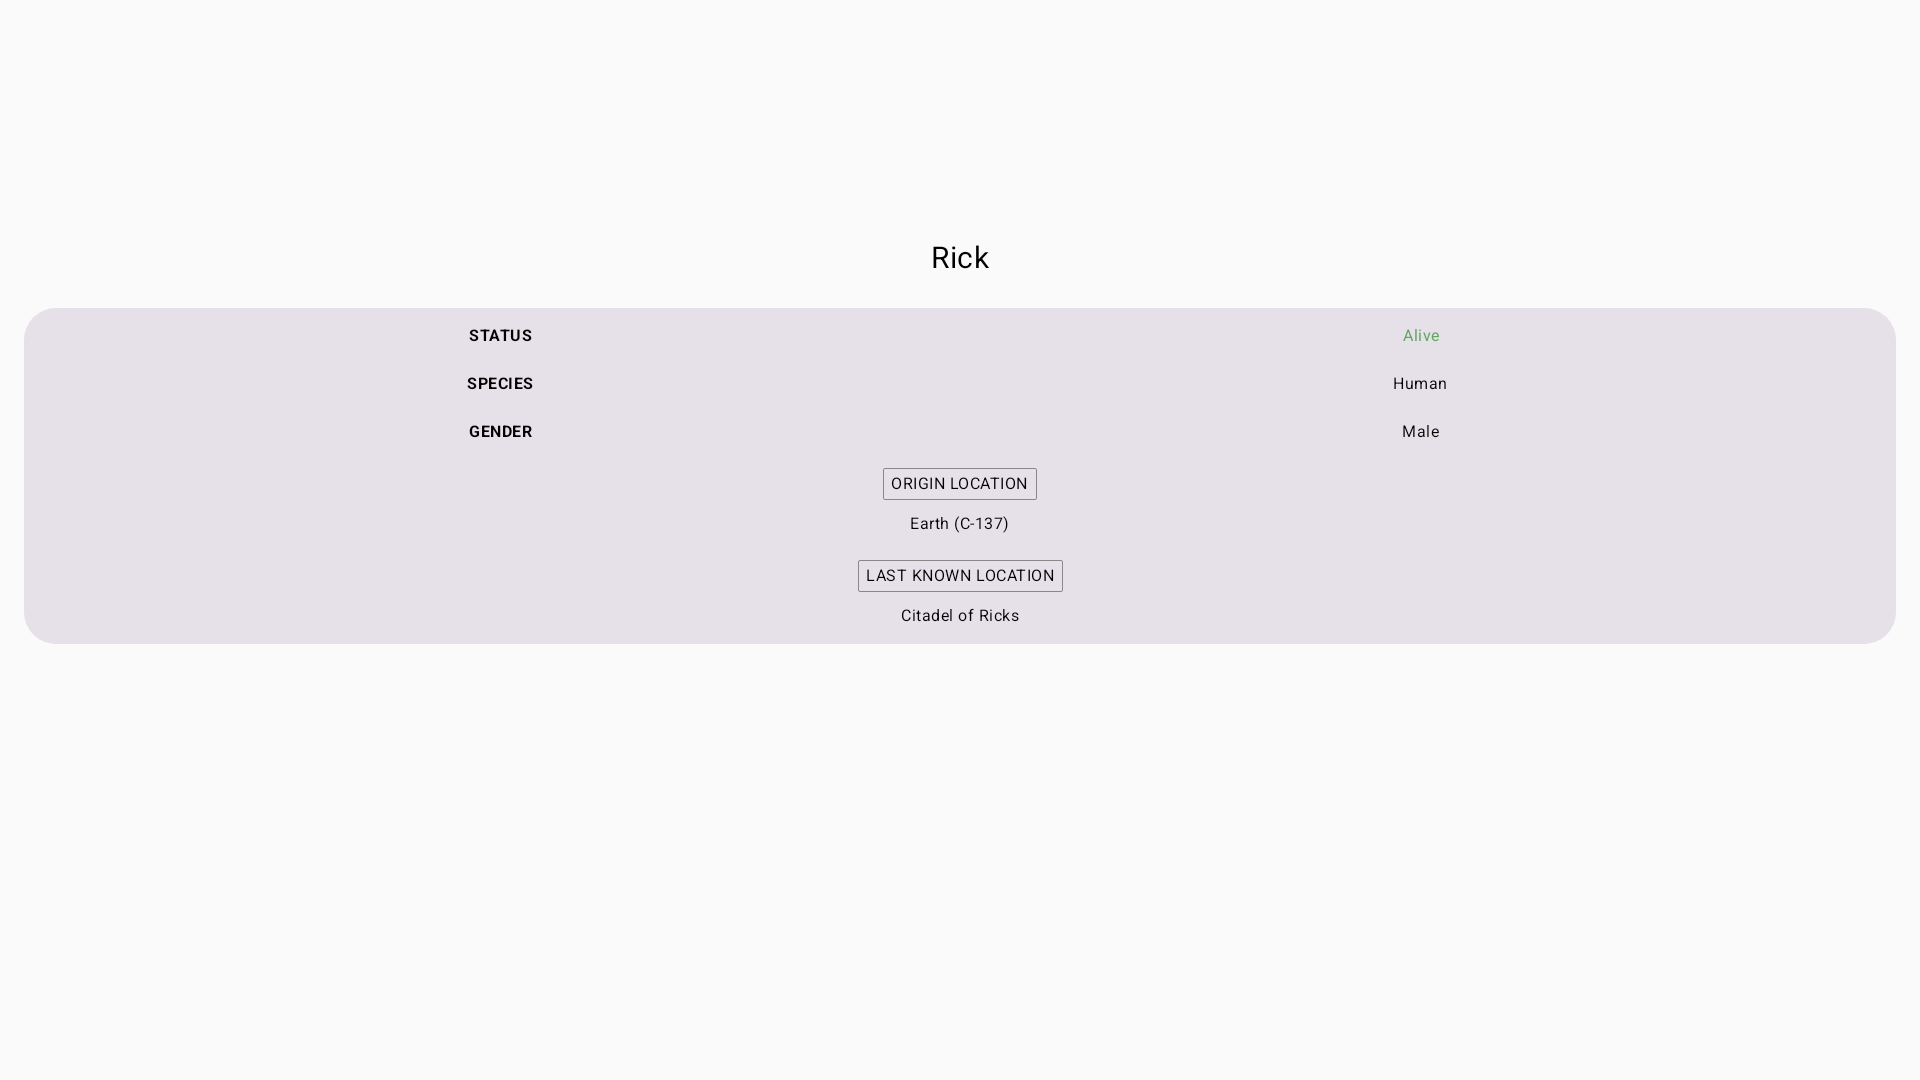 Rick
STATUS Alive
SPECIES Human
GENDER Male
ORIGIN LOCATION
Earth (C-137)
LAST KNOWN LOCATION
Citadel of Ricks